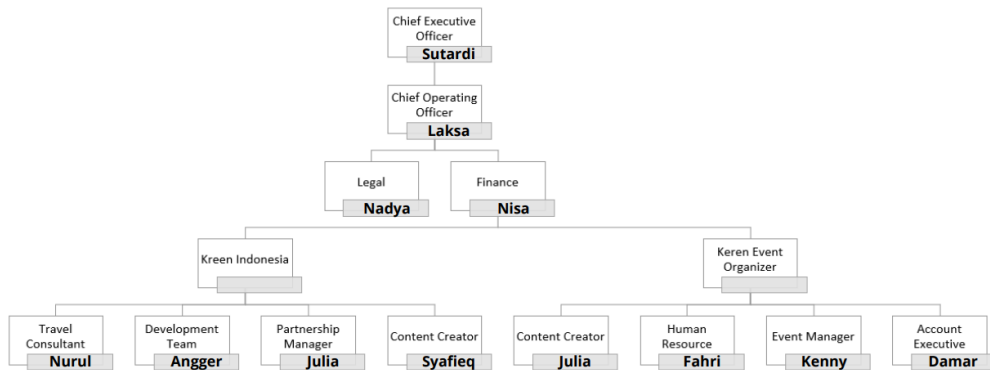 Chief Executive
Officer
Sutardi
Chief Operating
Officer
Laksa
Legal
Nadya
Finance
Nisa
Kreen Indonesia
Keren Event
Organizer
Travel
Consultant
Nurul
Development
Team
Angger
Partnership
Manager
Julia
Content Creator
Syafieq
Content Creator
Julia
Human
Resource
Fahri
Event Manager
Kenny
Account
Executive
Damar